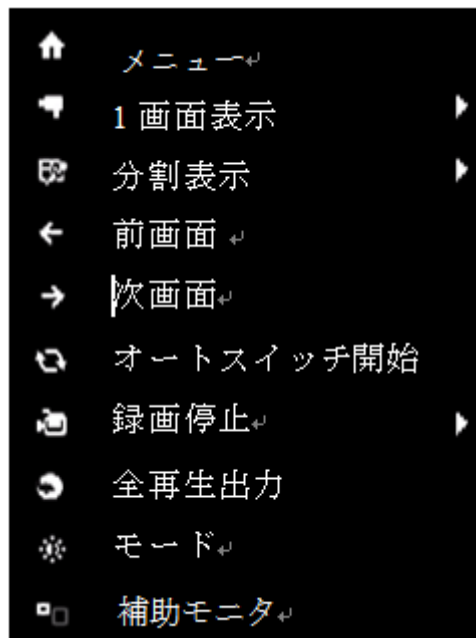 メニュー↵
1 画面表示
分割表示
前画面 ↵
次画面↵
オートスイッチ開始
録画停止↵
全再生出力
モード↵
補助モニタ↵